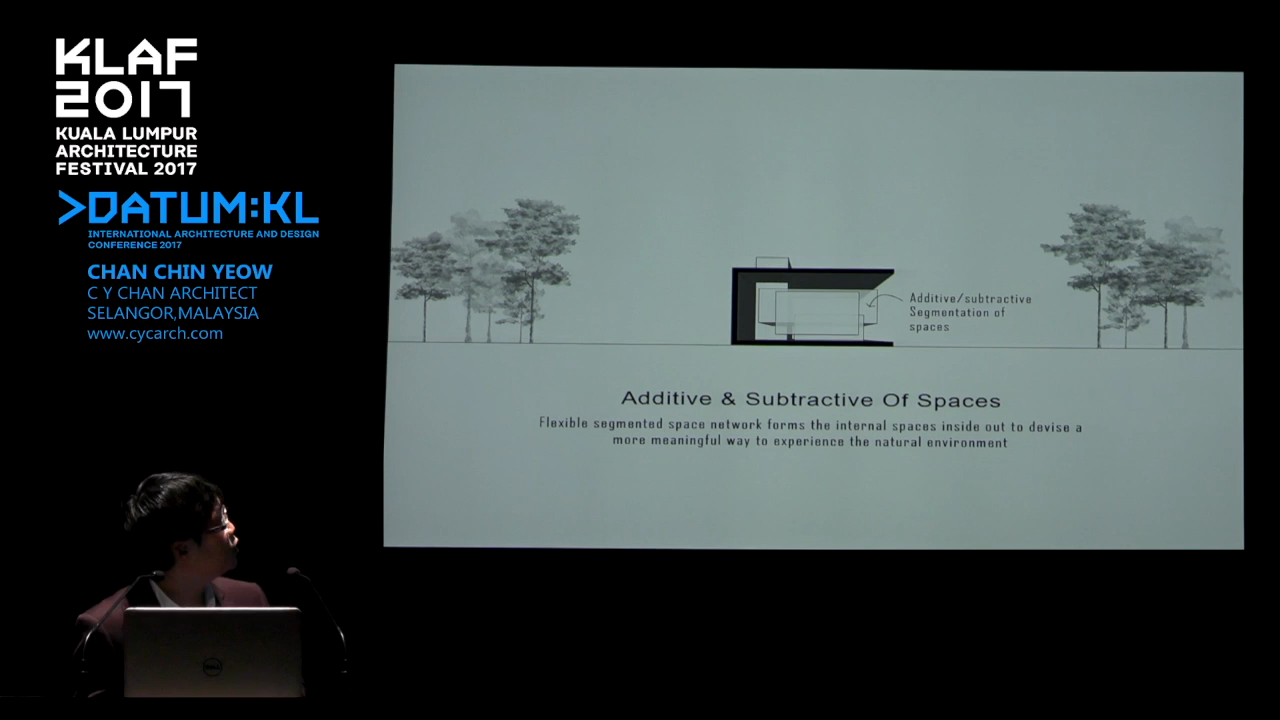 KLAF
2017
KUALA LUMPUR
ARCHITECTURE
FESTIVAL 2017
>DATUM:KL
INTERNATIONAL ARCHITECTURE AND DESIGN
CONFERENCE 2017
CHAN CHIN YEOW
C Y CHAN ARCHITECT
SELANGOR,MALAYSIA
www.cycarch.com
Additive/subtractive
Segmentation of
spaces
Additive & Subtractive Of Spaces
Flexible segmented space network forms the internal spaces inside out to devise a
more meaningful way to experience the natural environment
DELL